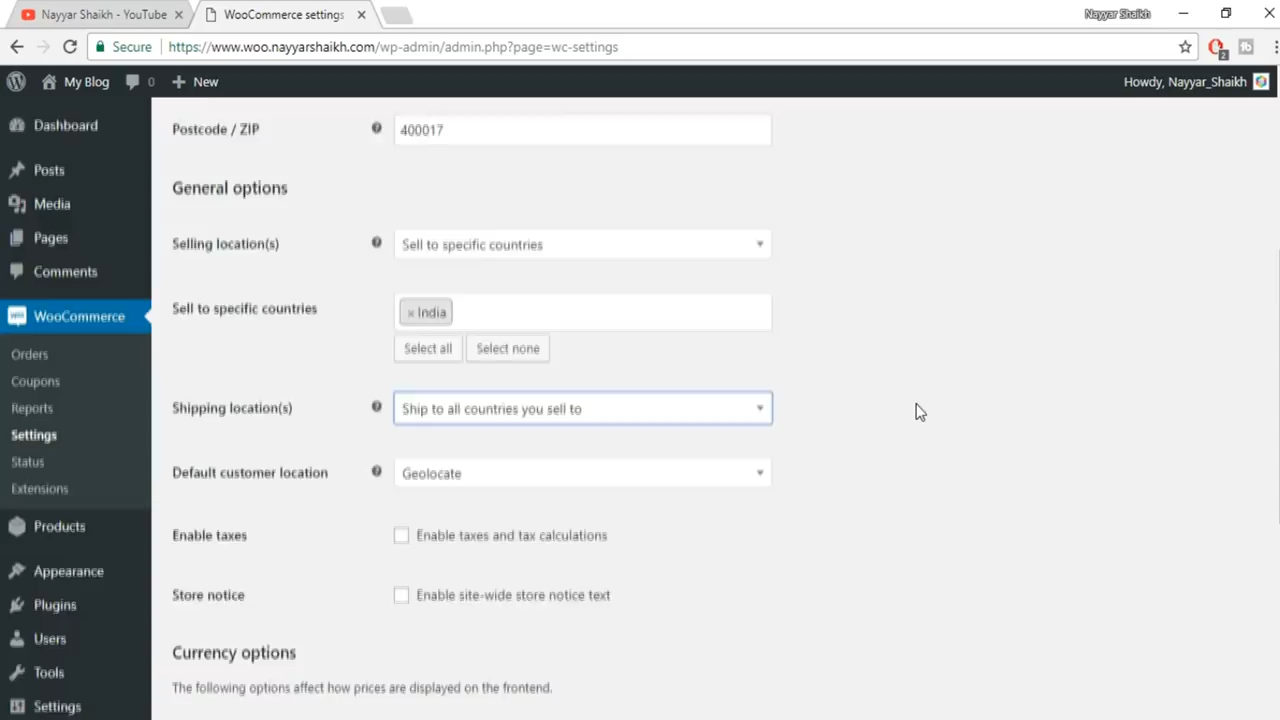 Nayyar Shaikh - YouTube
WooCommerce settings
Nayyar Shaikh
Secure
https://www.woo.nayyarshaikh.com/wp-admin/admin.php?page=wc-settings
2
My Blog
0
New
Howdy, Nayyar_Shaikh
Dashboard
Posts
Media
Pages
Comments
WooCommerce
Orders
Coupons
Reports
Settings
Status
Extensions
Products
Appearance
Plugins
Users
Tools
Settings
Postcode / ZIP
400017
General options
Selling location(s)
Sell to specific countries
Sell to specific countries
× India
Select all
Select none
Shipping location(s)
Ship to all countries you sell to
Default customer location
Geolocate
Enable taxes
Enable taxes and tax calculations
Store notice
Enable site-wide store notice text
Currency options
The following options affect how prices are displayed on the frontend.